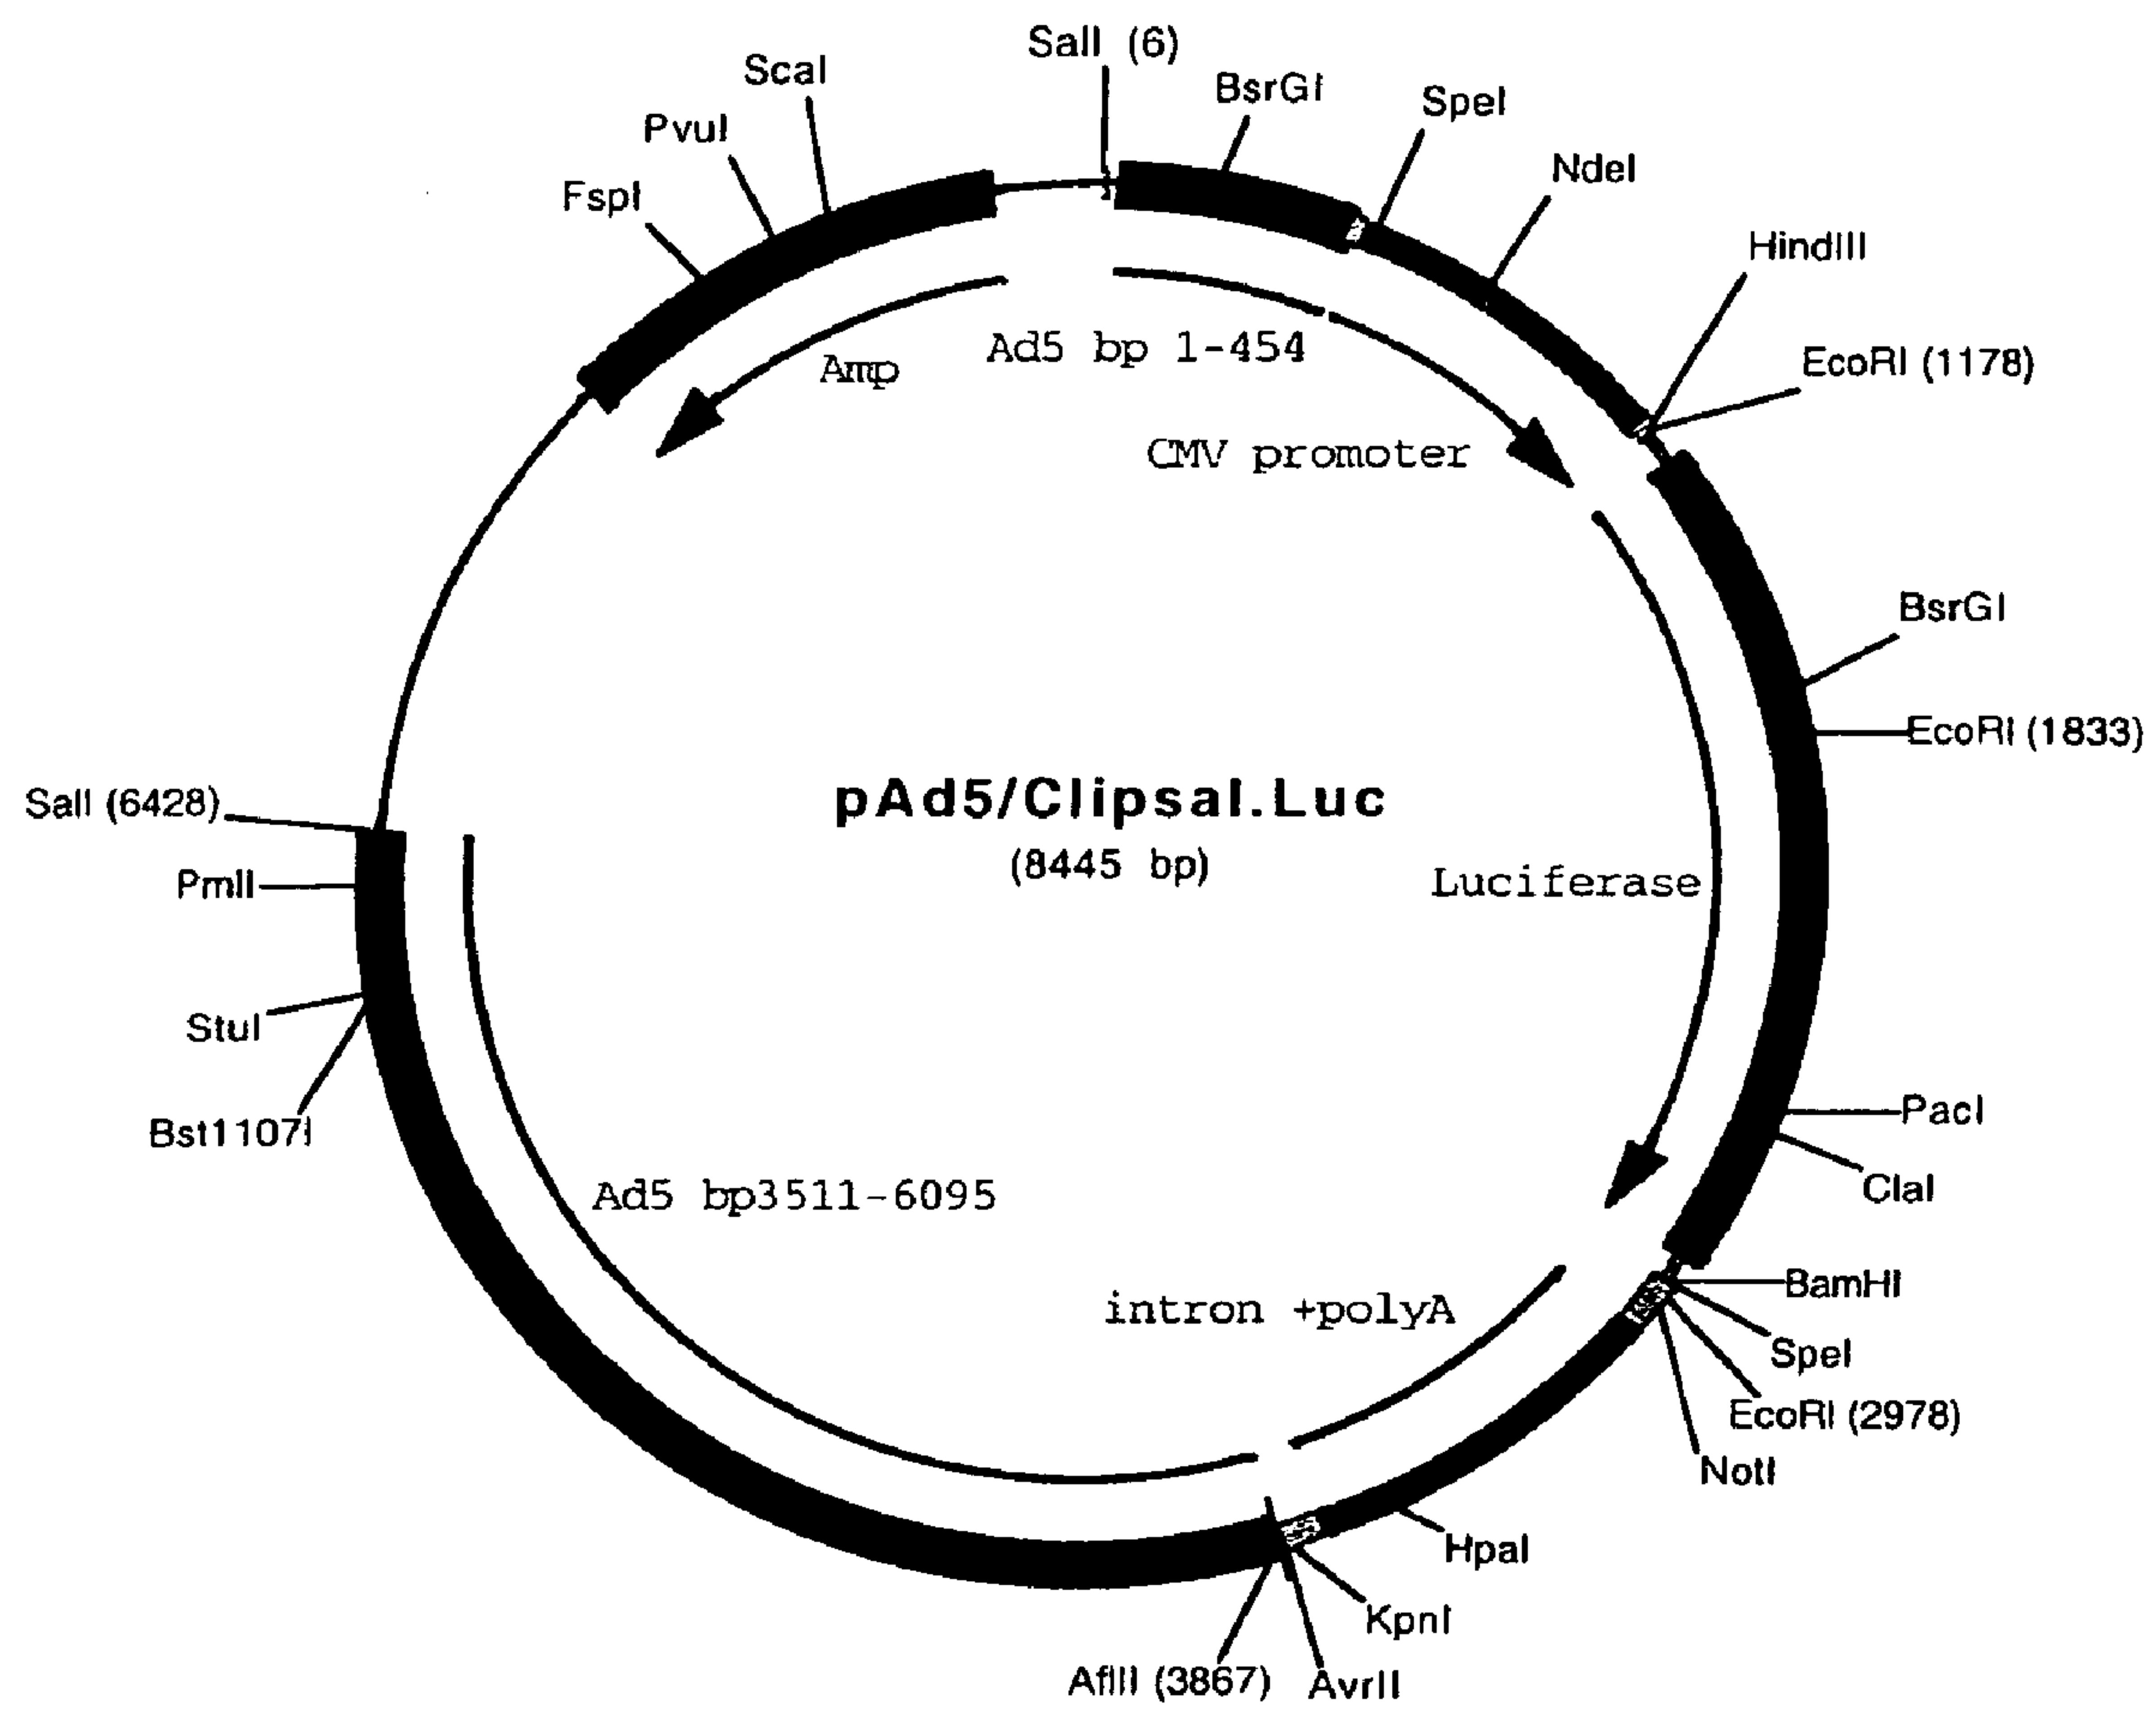 SalI (6)
ScaI
BsrGI
SpeI
PvuI
NdeI
FspI
HindIII
EcoRI (1178)
Ad5 bp 1-454
Amp
CMV promoter
BsrGI
EcoRI (1833)
pAd5/Clipsal.Luc
(8445 bp)
SalI (6428)
PmlI
Luciferase
StuI
Bst1107I
PacI
ClaI
Ad5 bp3511-6095
BamHI
intron +polyA
SpeI
EcoRI (2978)
NotI
HpaI
KpnI
AflII (3867)
AvrII